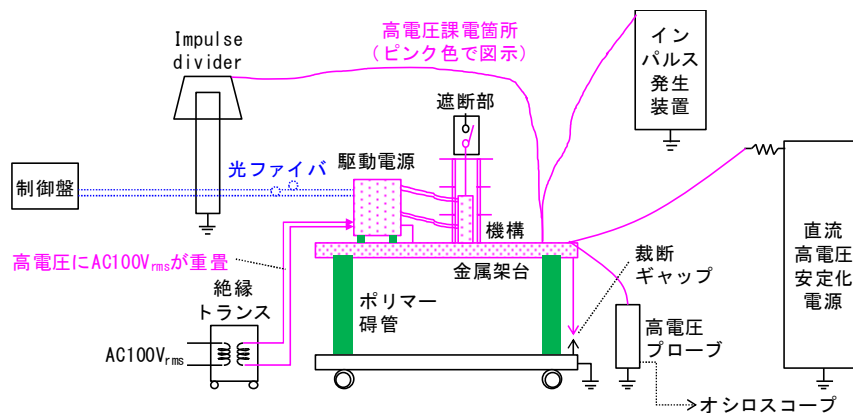 Impulse
divider
高電圧課電箇所
（ピンク色で図示）
イン
パルス
発生
装置
遮断部
光ファイバ
駆動電源
制御盤
機構
高電圧にAC100Vrmsが重畳
金属架台
裁断
ギャップ
直流
高電圧
安定化
電源
絶縁
トランス
ポリマー
碍管
高電圧
プローブ
AC100Vrms
オシロスコープ